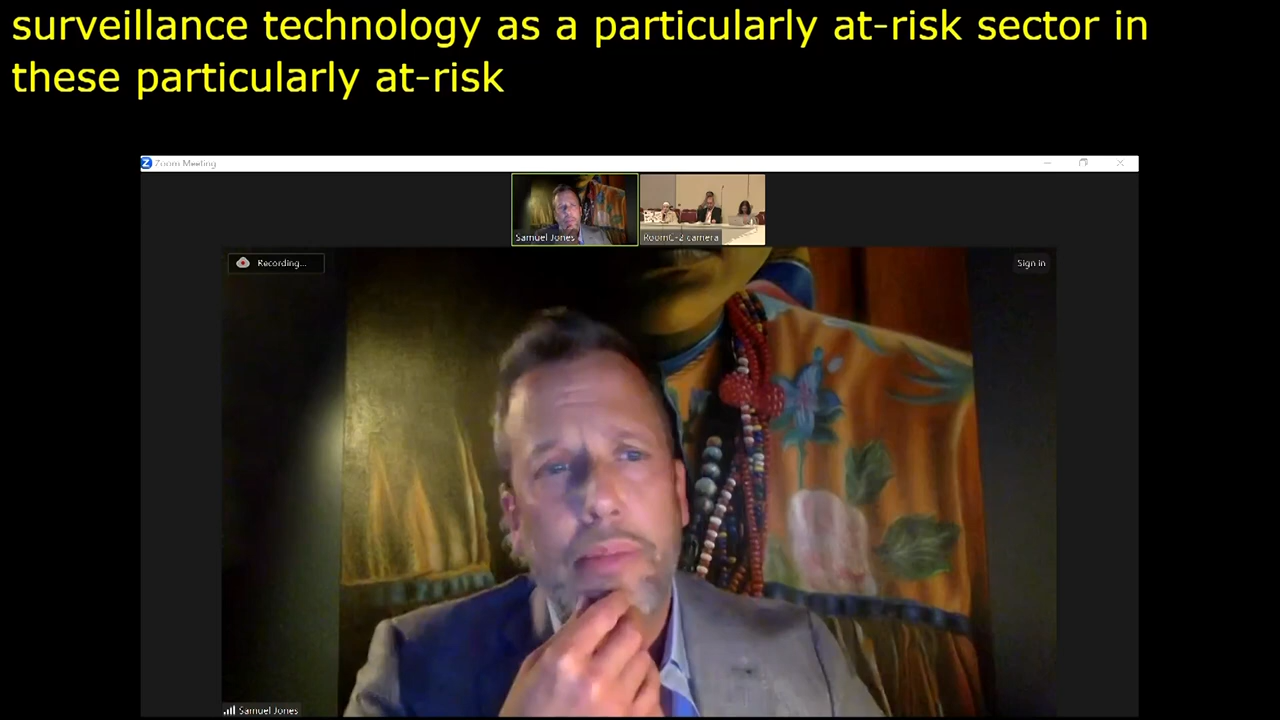 surveillance technology as a particularly at-risk sector in
these particularly at-risk
Zoom Meeting
Samuel Jones
RoomC-2 camera
Recording...
Sign in
Samuel Jones